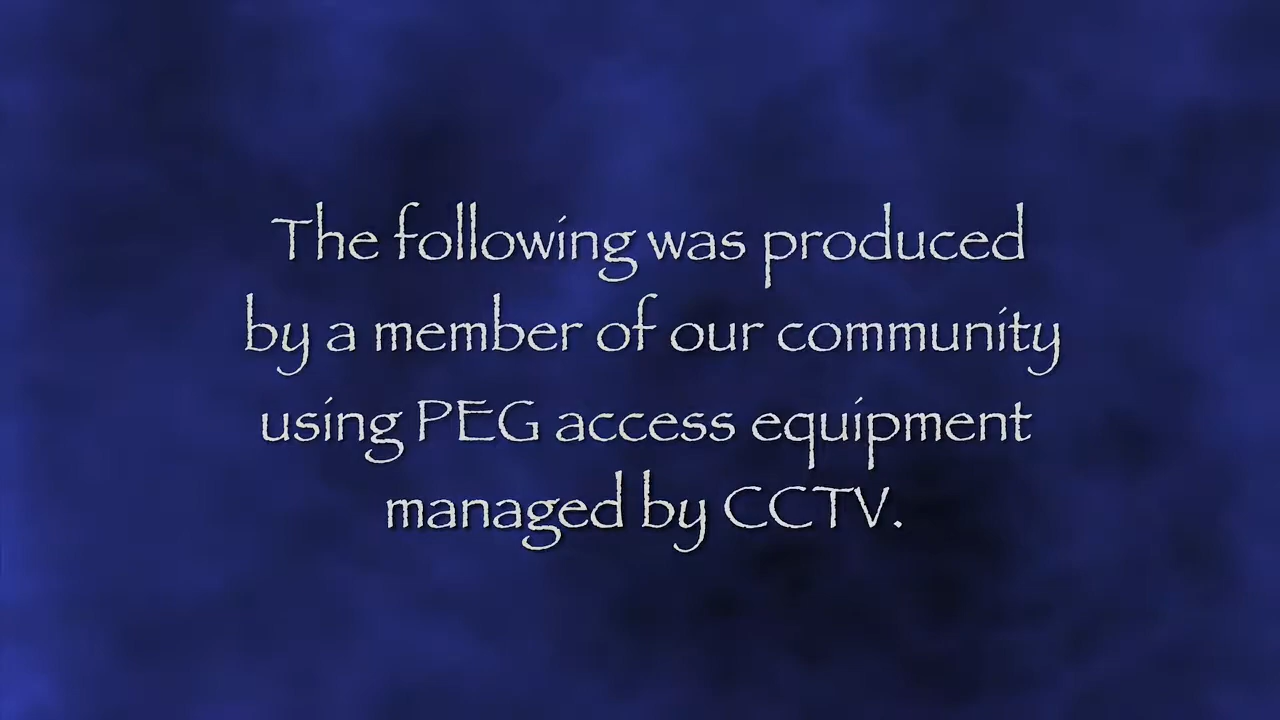 The following was produced
by a member of our community
using PEG access equipment
managed by CCTV.